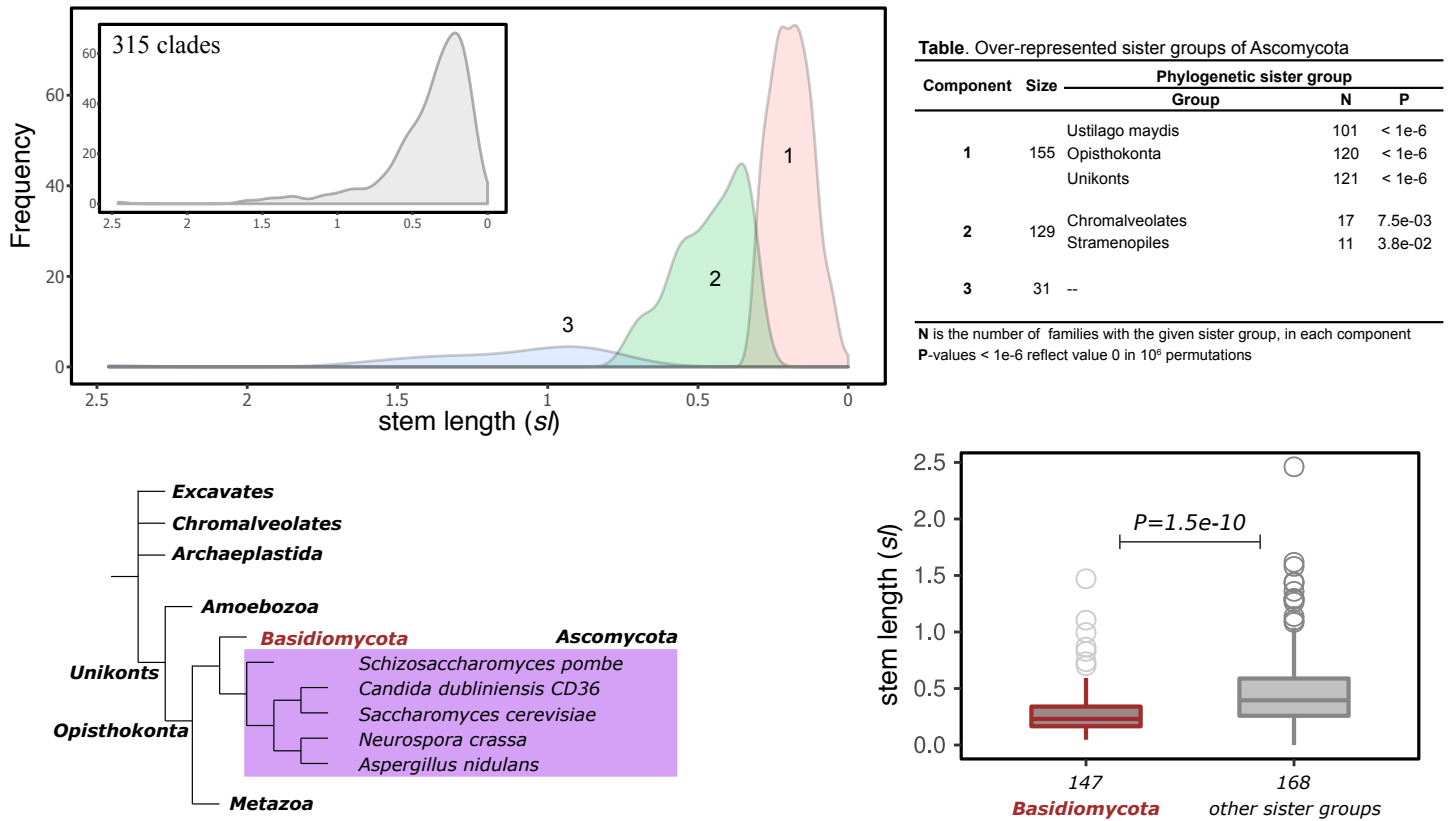 315 clades
60
40
20
0
2.5 2 1.5 1 0.5 0
Frequency
60
40
20
0
1
2
3
2.5 2 1.5 1 0.5 0
stem length (sl)
Table. Over-represented sister groups of Ascomycota
Component Size Phylogenetic sister group
Group N P
1 155 Ustilago maydis 101 < 1e-6
Opisthokonta 120 < 1e-6
Unikonts 121 < 1e-6
2 129 Chromalveolates 17 7.5e-03
Stramenopiles 11 3.8e-02
3 31 --
N is the number of families with the given sister group, in each component
P-values < 1e-6 reflect value 0 in 10⁶ permutations
Excavates
Chromalveolates
Archaeplastida
Amoebozoa
Basidiomycota Ascomycota
Schizosaccharomyces pombe
Unikonts
Candida dubliniensis CD36
Saccharomyces cerevisiae
Opisthokonta
Neurospora crassa
Aspergillus nidulans
Metazoa
stem length (sl)
2.5
2.0
1.5
1.0
0.5
0.0
P=1.5e-10
147 168
Basidiomycota other sister groups